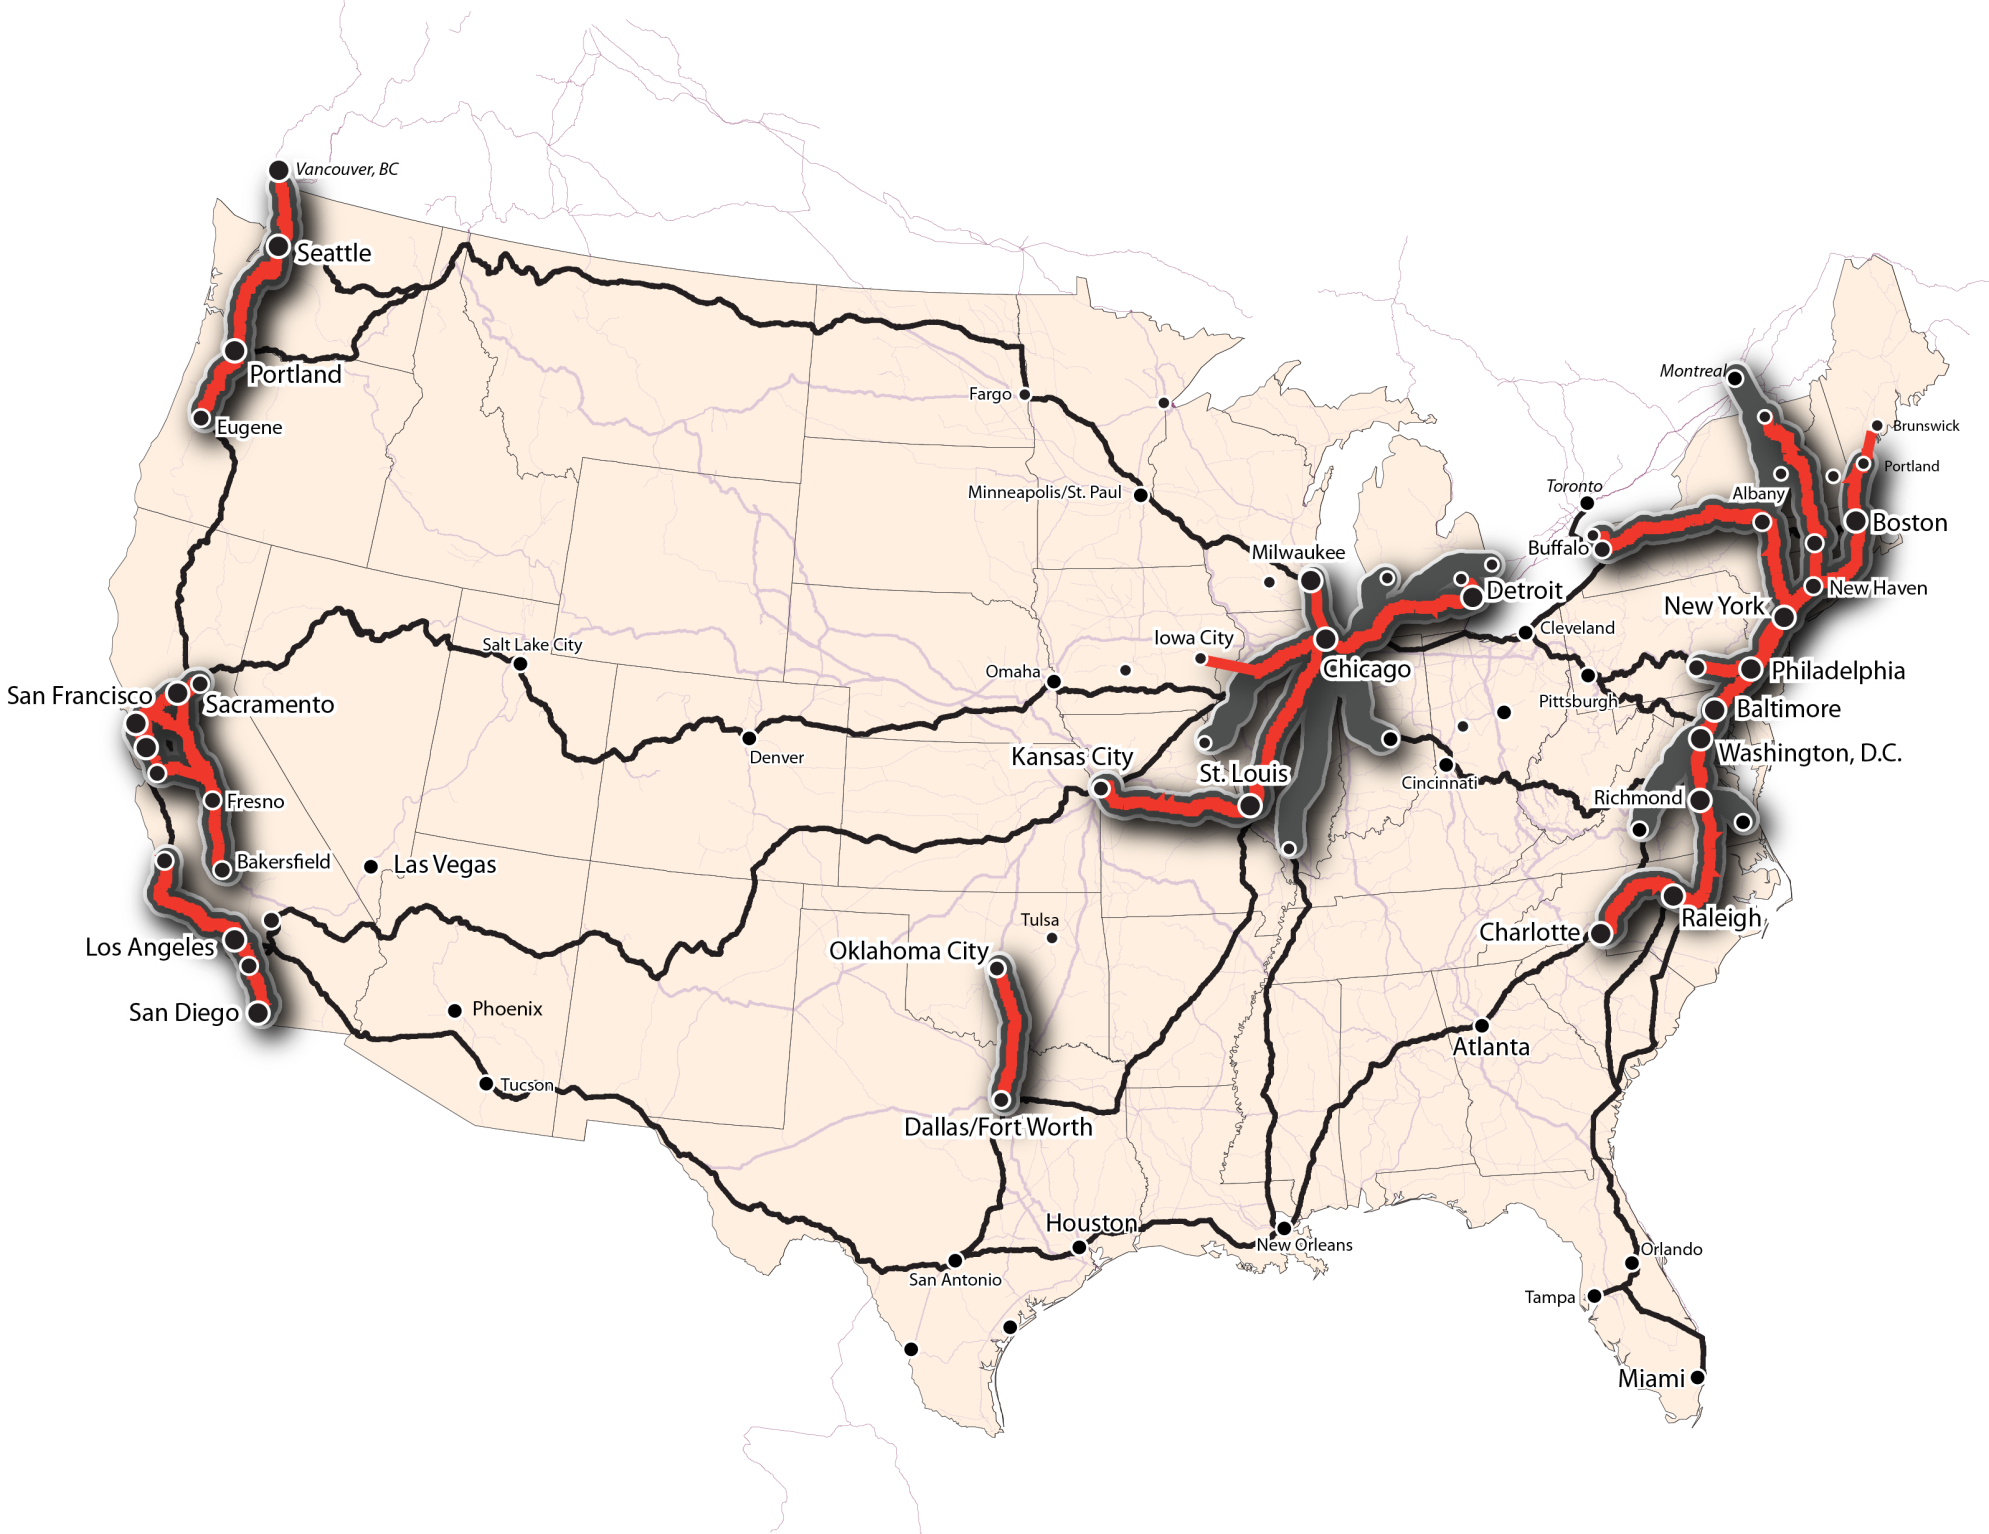 Vancouver, BC
Seattle
Portland
Eugene
Fargo
Minneapolis/St. Paul
Milwaukee
Montreal
Brunswick
Portland
Toronto
Albany
Boston
Buffalo
Detroit
New Haven
New York
Cleveland
Iowa City
Salt Lake City
Omaha
Chicago
Philadelphia
San Francisco
Sacramento
Pittsburgh
Baltimore
Denver
Kansas City
St. Louis
Cincinnati
Washington, D.C.
Fresno
Richmond
Bakersfield
Las Vegas
Tulsa
Raleigh
Charlotte
Los Angeles
Oklahoma City
San Diego
Phoenix
Atlanta
Tucson
Dallas/Fort Worth
Houston
New Orleans
Orlando
San Antonio
Tampa
Miami